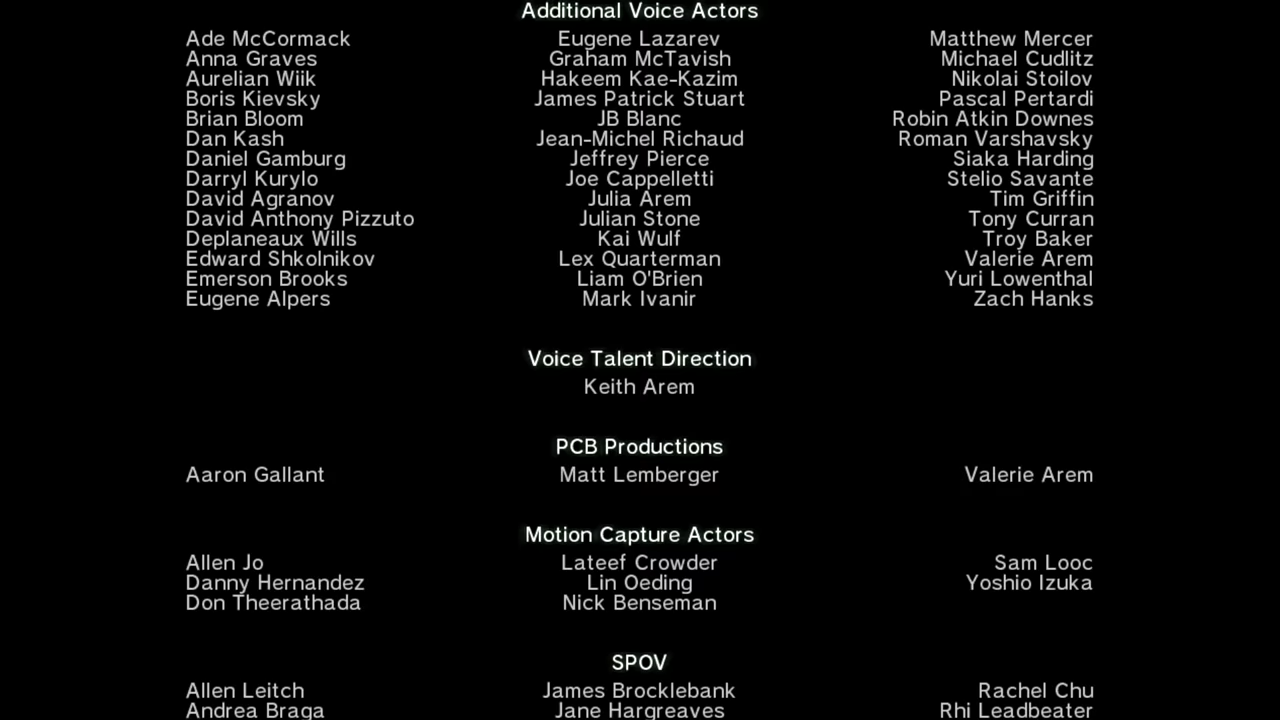 Additional Voice Actors
Ade McCormack Eugene Lazarev Matthew Mercer
Anna Graves Graham McTavish Michael Cudlitz
Aurelian Wiik Hakeem Kae-Kazim Nikolai Stoilov
Boris Kievsky James Patrick Stuart Pascal Pertardi
Brian Bloom JB Blanc Robin Atkin Downes
Dan Kash Jean-Michel Richaud Roman Varshavsky
Daniel Gamburg Jeffrey Pierce Siaka Harding
Darryl Kurylo Joe Cappelletti Stelio Savante
David Agranov Julia Arem Tim Griffin
David Anthony Pizzuto Julian Stone Tony Curran
Deplaneaux Wills Kai Wulf Troy Baker
Edward Shkolnikov Lex Quarterman Valerie Arem
Emerson Brooks Liam O'Brien Yuri Lowenthal
Eugene Alpers Mark Ivanir Zach Hanks
Voice Talent Direction
Keith Arem
PCB Productions
Aaron Gallant Matt Lemberger Valerie Arem
Motion Capture Actors
Allen Jo Lateef Crowder Sam Looc
Danny Hernandez Lin Oeding Yoshio Izuka
Don Theerathada Nick Benseman
SPOV
Allen Leitch James Brocklebank Rachel Chu
Andrea Braga Jane Hargreaves Rhi Leadbeater